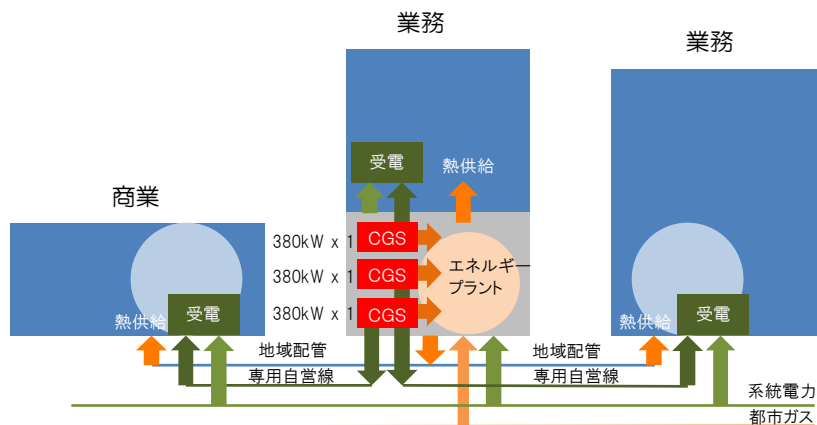 業務
業務
商業
受電
熱供給
380kW x 1
CGS
380kW x 1
CGS
380kW x 1
CGS
エネルギー
プラント
熱供給
受電
熱供給
受電
地域配管
地域配管
専用自営線
専用自営線
系統電力
都市ガス